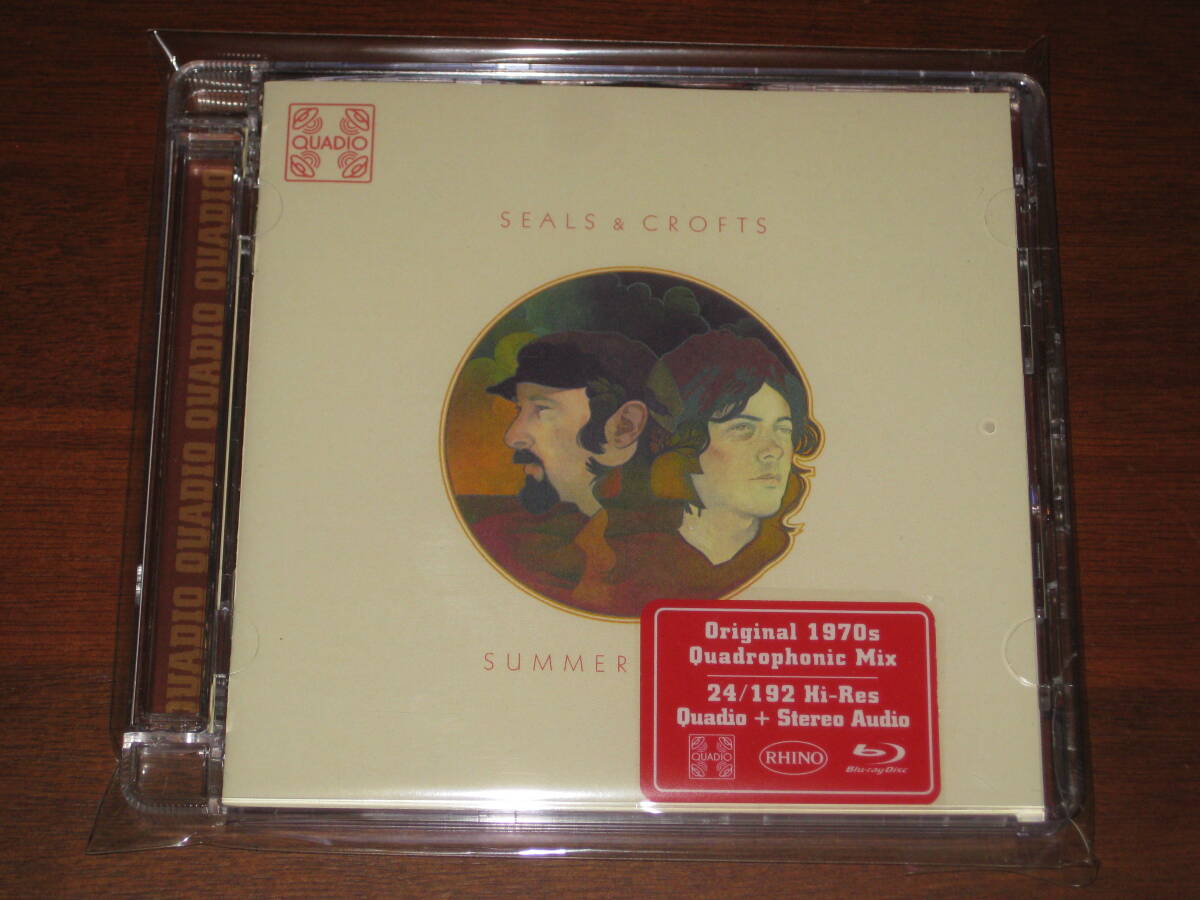 QUADIO
SEALS & CROFTS
QUADIO QUADIO QUADIO QUADIO
SUMMER
Original 1970s
Quadrophonic Mix
24/192 Hi-Res
Quadio + Stereo Audio
QUADIO
RHINO
Blu-ray Disc